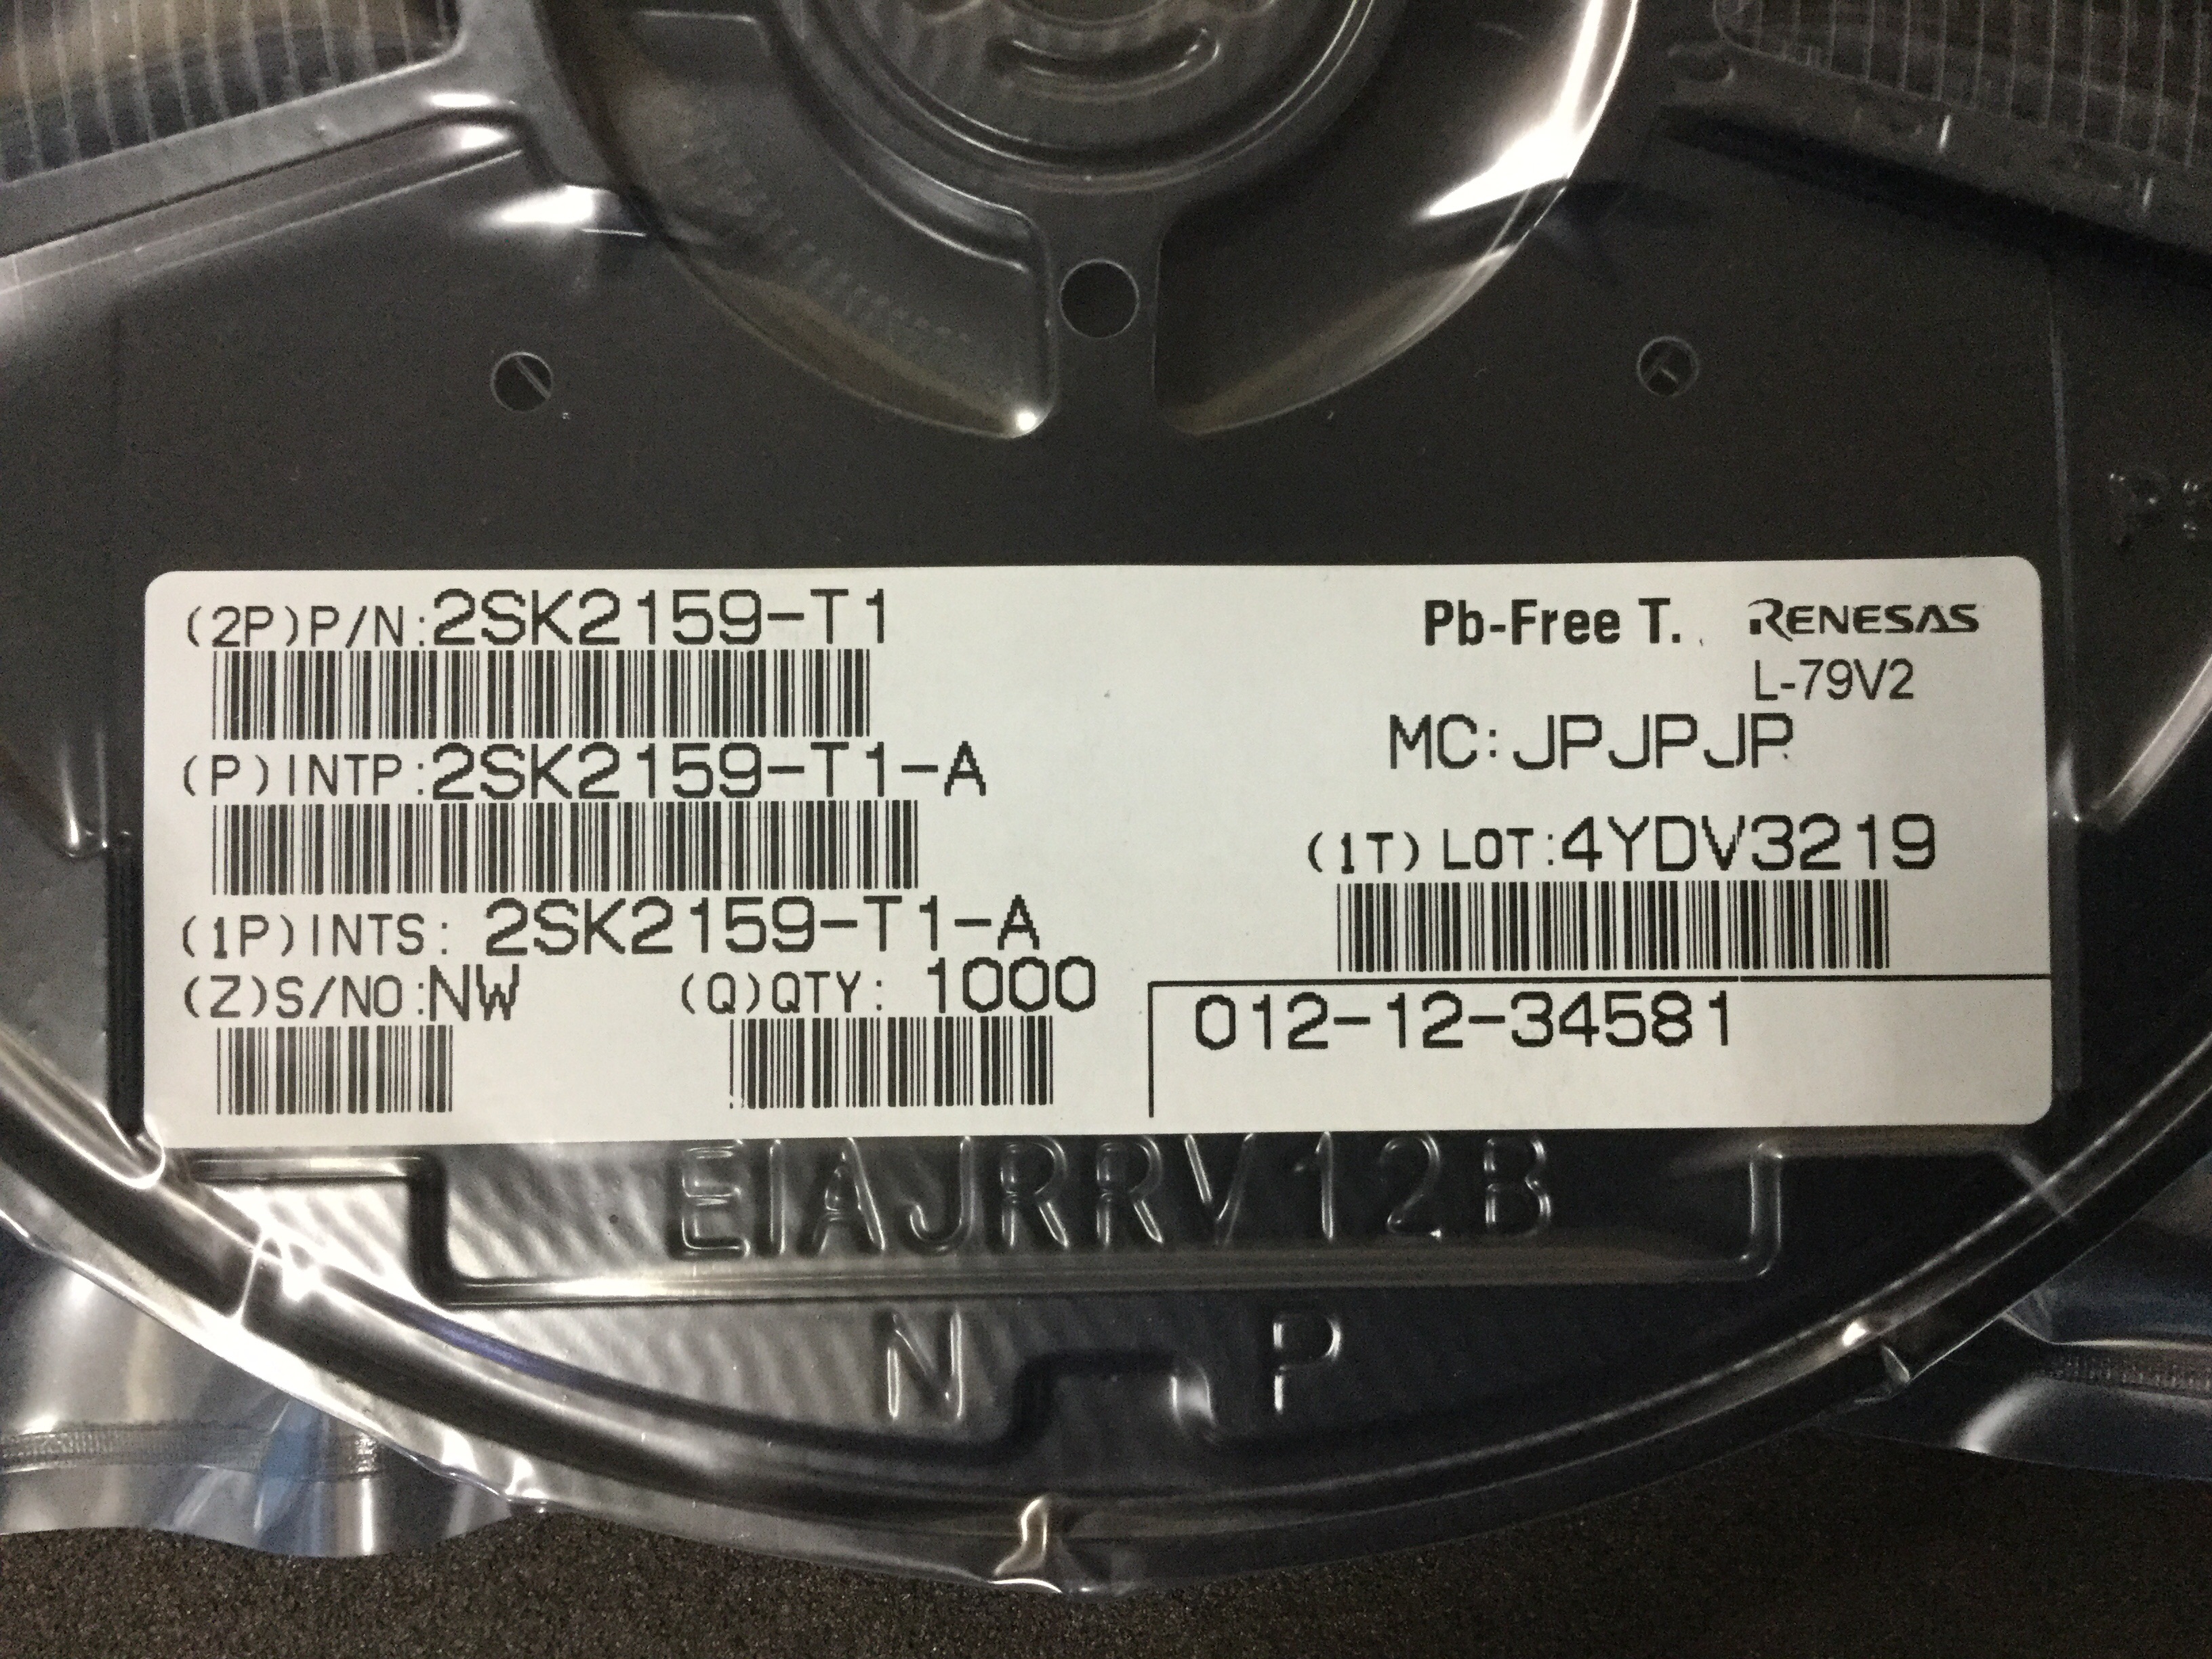 (2P)P/N:2SK2159-T1
Pb-Free T. RENESAS
L-79V2
(P)INTP:2SK2159-T1-A
MC:JPJPJP
(1T) LOT:4YDV3219
(1P)INTS: 2SK2159-T1-A
(Z)S/NO:NW (Q)QTY: 1000
012-12-34581
EIAJRRV12B
N P